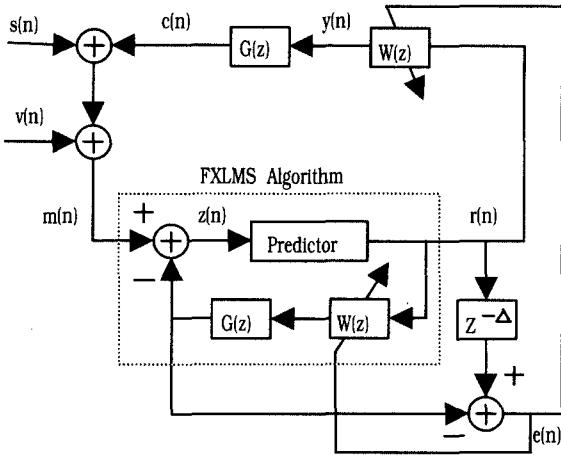 s(n) c(n) y(n)
+ G(z) W(z)
v(n)
+
FXLMS Algorithm
m(n) + z(n) r(n)
+ Predictor
−
G(z) W(z) Z^{-Δ}
+
+
− e(n)